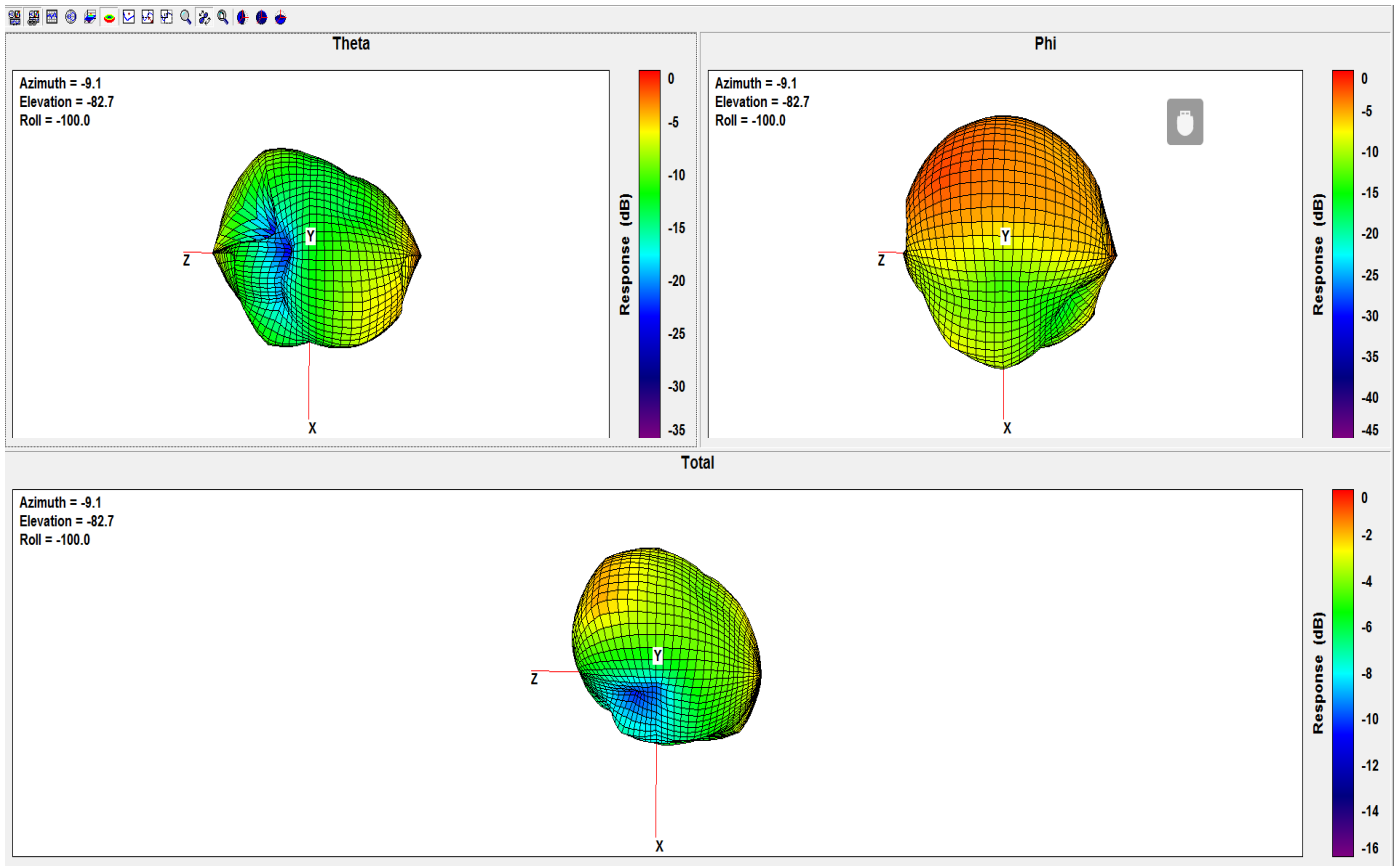 Theta
Azimuth = -9.1
Elevation = -82.7
Roll = -100.0
Y
Z
X
Response (dB)
0
-5
-10
-15
-20
-25
-30
-35
Phi
Azimuth = -9.1
Elevation = -82.7
Roll = -100.0
Y
Z
X
Response (dB)
0
-5
-10
-15
-20
-25
-30
-35
-40
-45
Total
Azimuth = -9.1
Elevation = -82.7
Roll = -100.0
Y
Z
X
Response (dB)
0
-2
-4
-6
-8
-10
-12
-14
-16